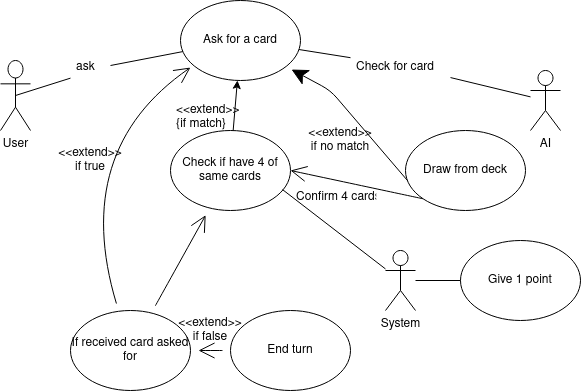 Ask for a card
ask
Check for card
User
AI
<<extend>>
{if match}
<<extend>>
if no match
<<extend>>
if true
Check if have 4 of
same cards
Draw from deck
Confirm 4 cards
System
Give 1 point
If received card asked
for
<<extend>>
if false
End turn